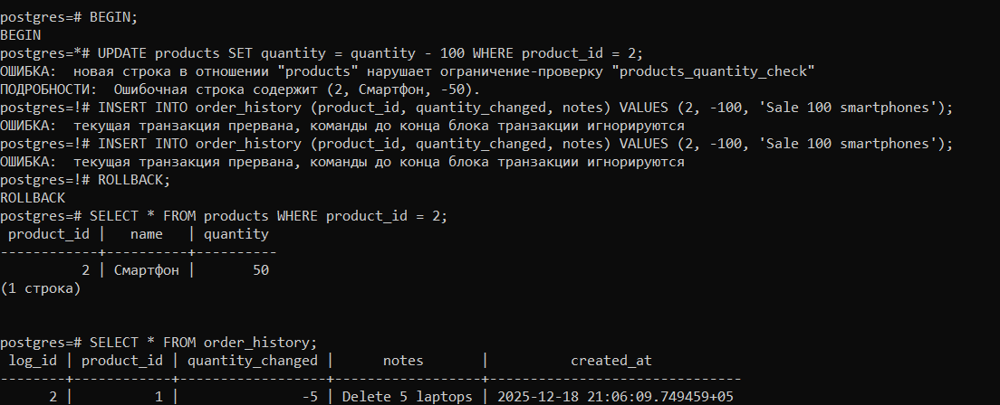 postgres=# BEGIN;
BEGIN
postgres=*# UPDATE products SET quantity = quantity - 100 WHERE product_id = 2;
ОШИБКА:  новая строка в отношении "products" нарушает ограничение-проверку "products_quantity_check"
ПОДРОБНОСТИ:  Ошибочная строка содержит (2, Смартфон, -50).
postgres=!# INSERT INTO order_history (product_id, quantity_changed, notes) VALUES (2, -100, 'Sale 100 smartphones');
ОШИБКА:  текущая транзакция прервана, команды до конца блока транзакции игнорируются
postgres=!# INSERT INTO order_history (product_id, quantity_changed, notes) VALUES (2, -100, 'Sale 100 smartphones');
ОШИБКА:  текущая транзакция прервана, команды до конца блока транзакции игнорируются
postgres=!# ROLLBACK;
ROLLBACK
postgres=# SELECT * FROM products WHERE product_id = 2;
 product_id |   name   | quantity
------------+----------+----------
          2 | Смартфон |       50
(1 строка)
postgres=# SELECT * FROM order_history;
 log_id | product_id | quantity_changed |      notes       |          created_at
--------+------------+------------------+------------------+-------------------------------
      2 |          1 |               -5 | Delete 5 laptops | 2025-12-18 21:06:09.749459+05